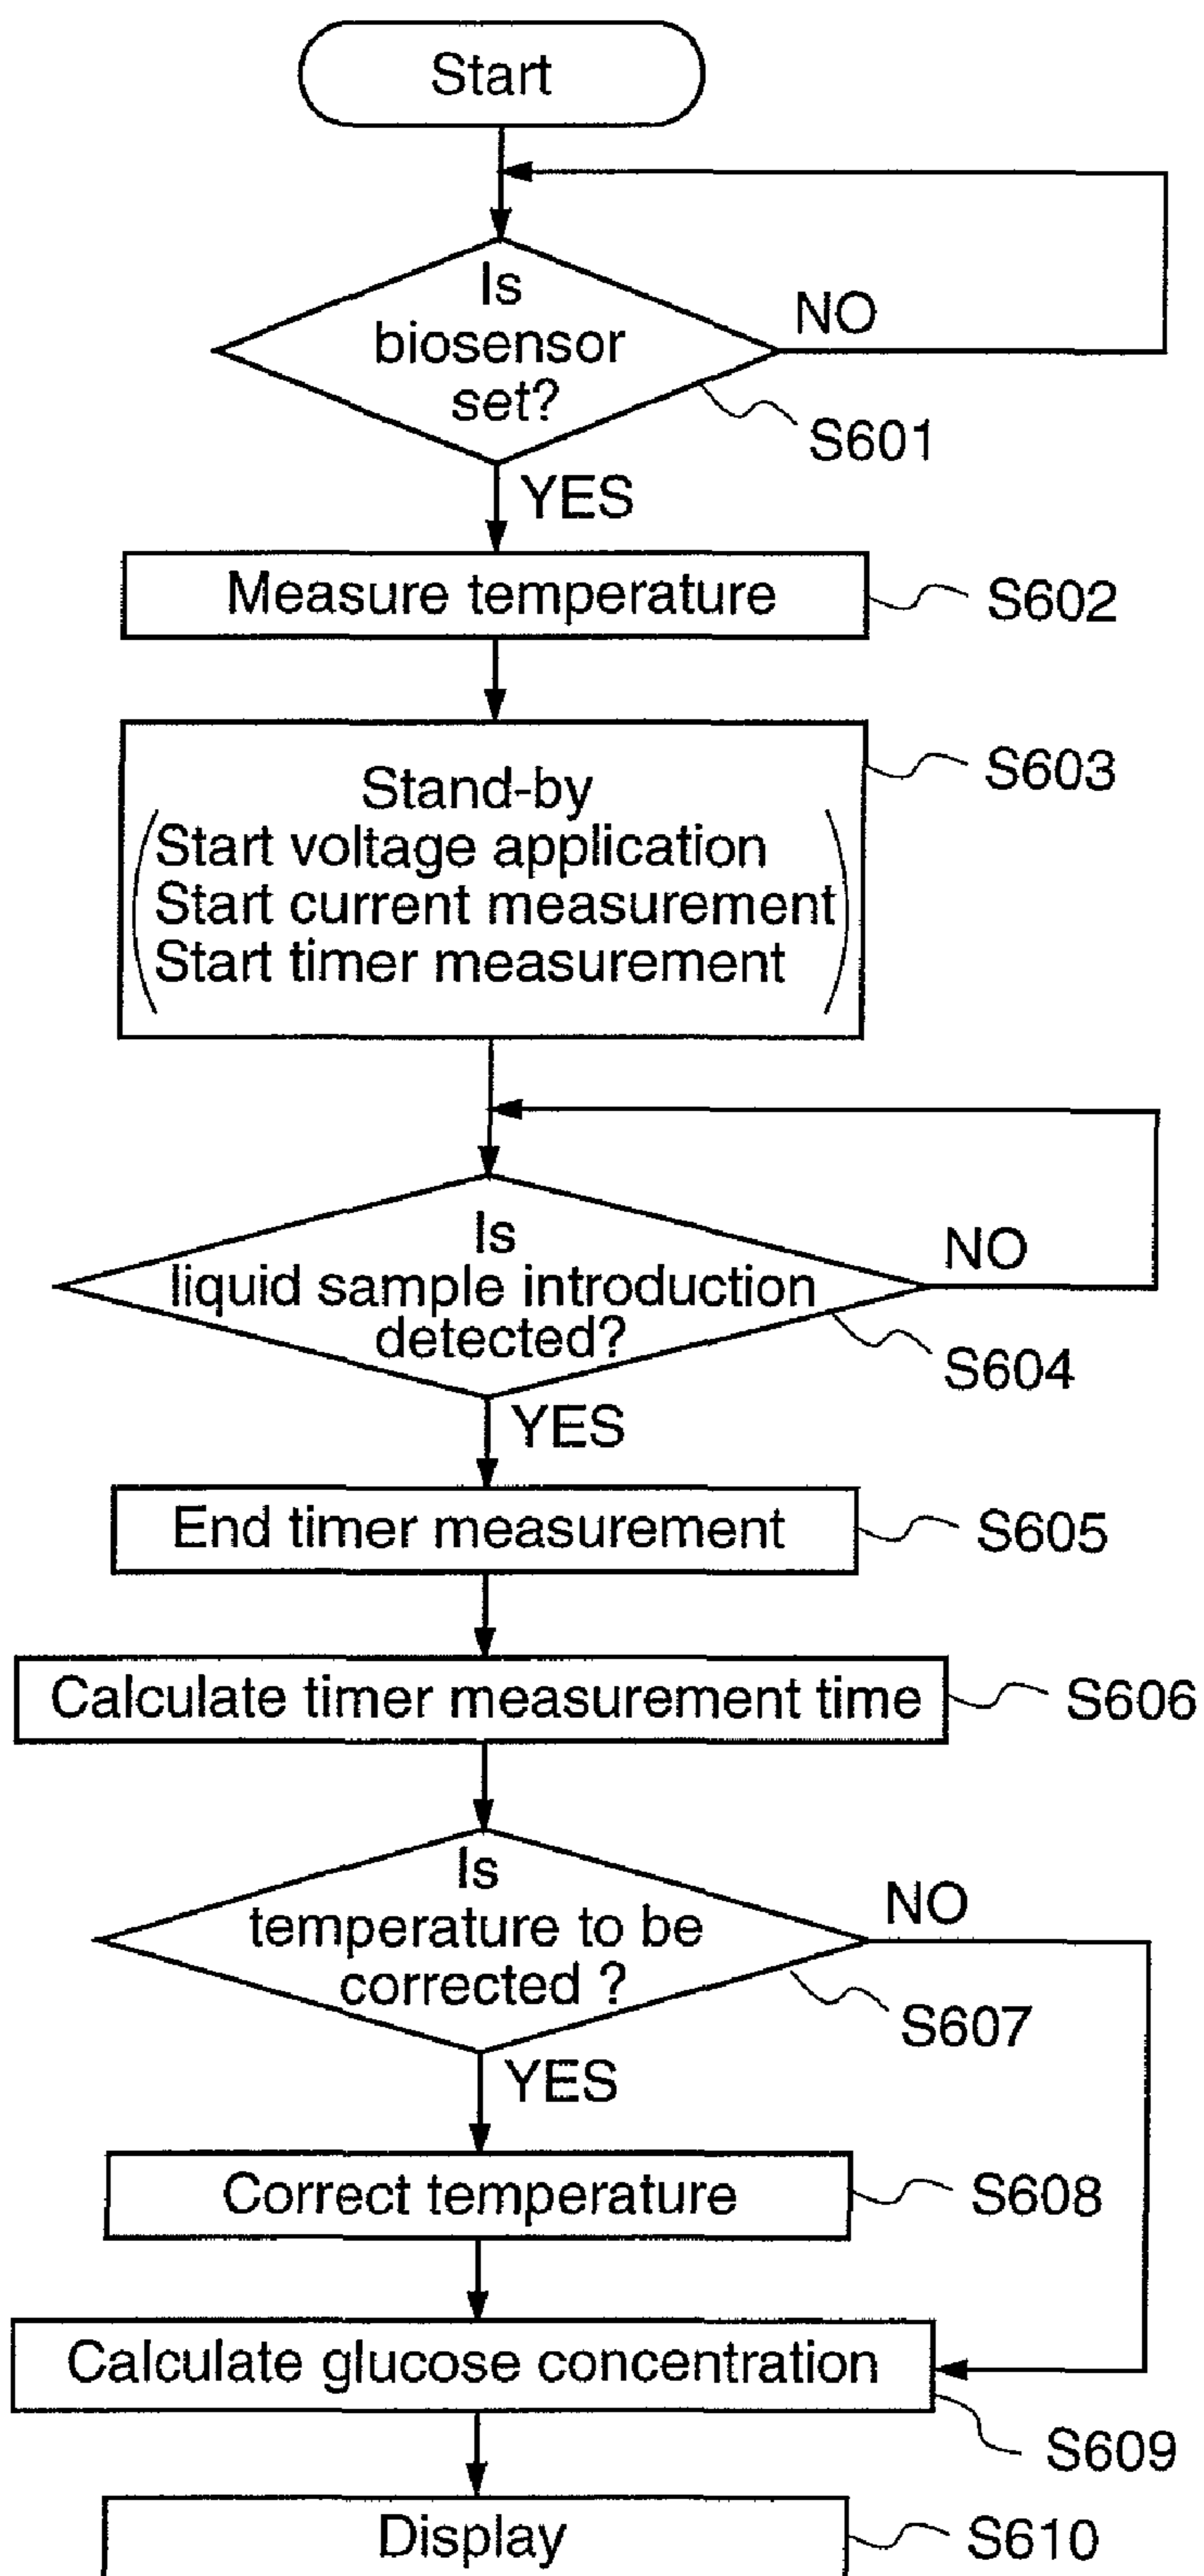 Start
Is
biosensor
set?
NO
S601
YES
Measure temperature
S602
Stand-by
(Start voltage application
Start current measurement
Start timer measurement)
S603
Is
liquid sample introduction
detected?
NO
S604
YES
End timer measurement
S605
Calculate timer measurement time
S606
Is
temperature to be
corrected ?
NO
S607
YES
Correct temperature
S608
Calculate glucose concentration
S609
Display
S610